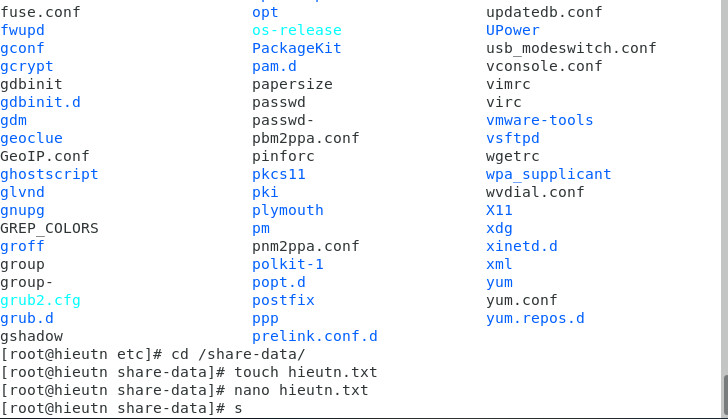 fuse.conf opt updatedb.conf
fwupd os-release UPower
gconf PackageKit usb_modeswitch.conf
gcrypt pam.d vconsole.conf
gdbinit papersize vimrc
gdbinit.d passwd virc
gdm passwd- vmware-tools
geoclue pbm2ppa.conf vsftpd
GeoIP.conf pinforc wgetrc
ghostscript pkcs11 wpa_supplicant
glvnd pki wvdial.conf
gnupg plymouth X11
GREP_COLORS pm xdg
groff pnm2ppa.conf xinetd.d
group polkit-1 xml
group- popt.d yum
grub2.cfg postfix yum.conf
grub.d ppp yum.repos.d
gshadow prelink.conf.d
[root@hieutn etc]# cd /share-data/
[root@hieutn share-data]# touch hieutn.txt
[root@hieutn share-data]# nano hieutn.txt
[root@hieutn share-data]# s